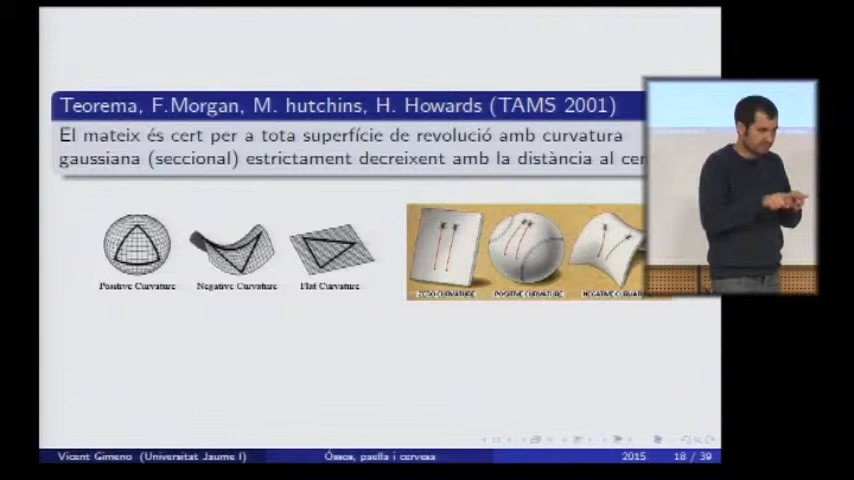 Teorema, F.Morgan, M. hutchins, H. Howards (TAMS 2001)
El mateix és cert per a tota superfície de revolució amb curvatura
gaussiana (seccional) estrictament decreixent amb la distància al cen
Positive Curvature Negative Curvature Flat Curvature
ZERO CURVATURE POSITIVE CURVATURE NEGATIVE CURVATU
Vicent Gimeno (Universitat Jaume I) Óssos, paella i cervesa 2015 18 / 39